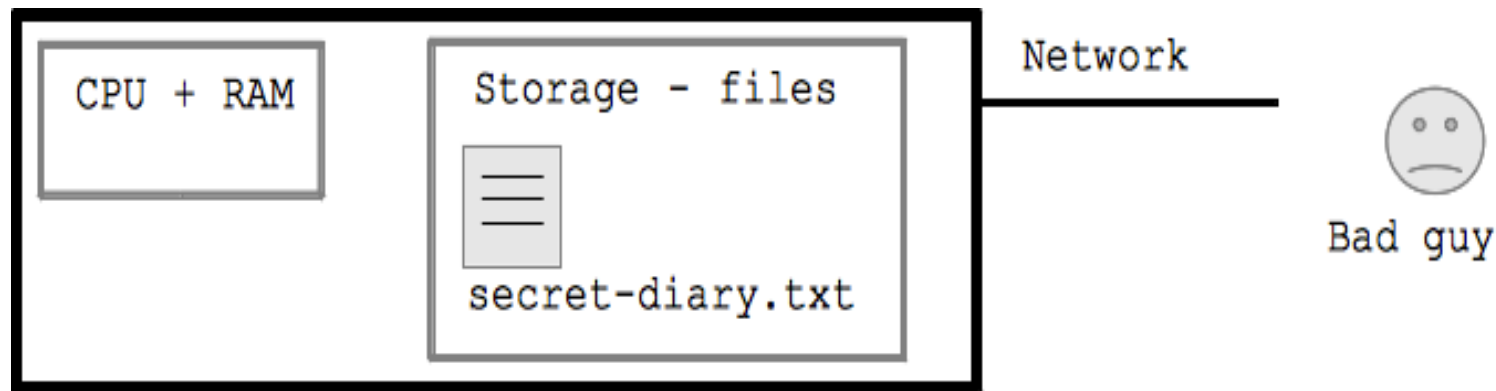 CPU + RAM
Storage - files
secret-diary.txt
Network
Bad guy